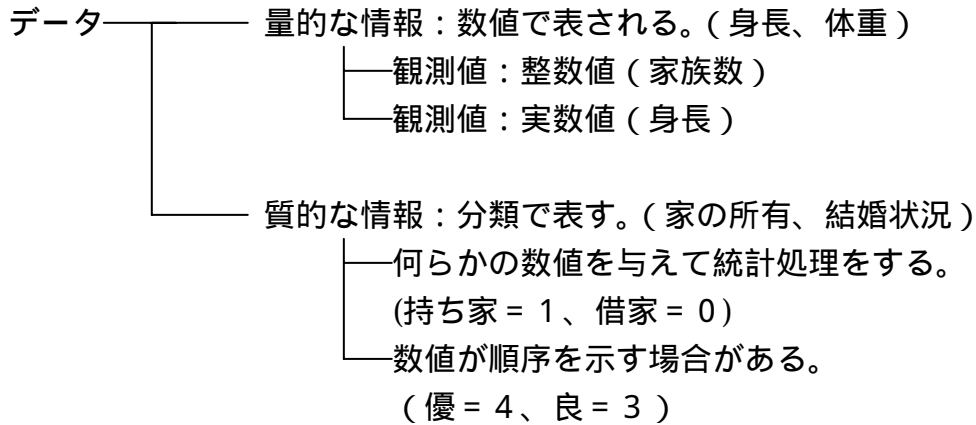 データ 量的な情報：数値で表される。（身長、体重）
観測値：整数値（家族数）
観測値：実数値（身長）
質的な情報：分類で表す。（家の所有、結婚状況）
何らかの数値を与えて統計処理をする。
(持ち家＝１、借家＝０)
数値が順序を示す場合がある。
（優＝４、良＝３）